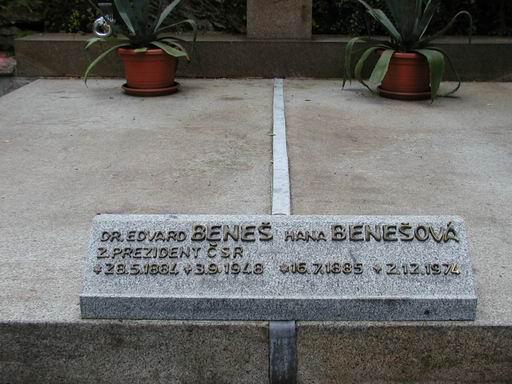 DR. EDVARD BENEŠ HANA BENEŠOVÁ
2. PREZIDENT ČSR
*28.5.1884 +3.9.1948 *16.7.1885 +2.12.1974